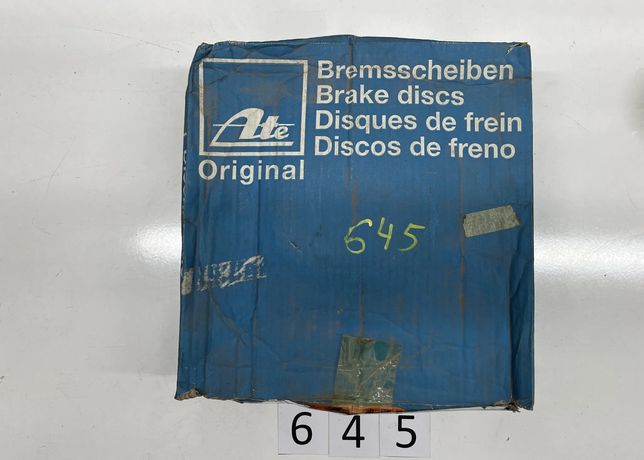 Bremsscheiben
Brake discs
Disques de frein
Discos de freno
Ate
Original
645
6 4 5